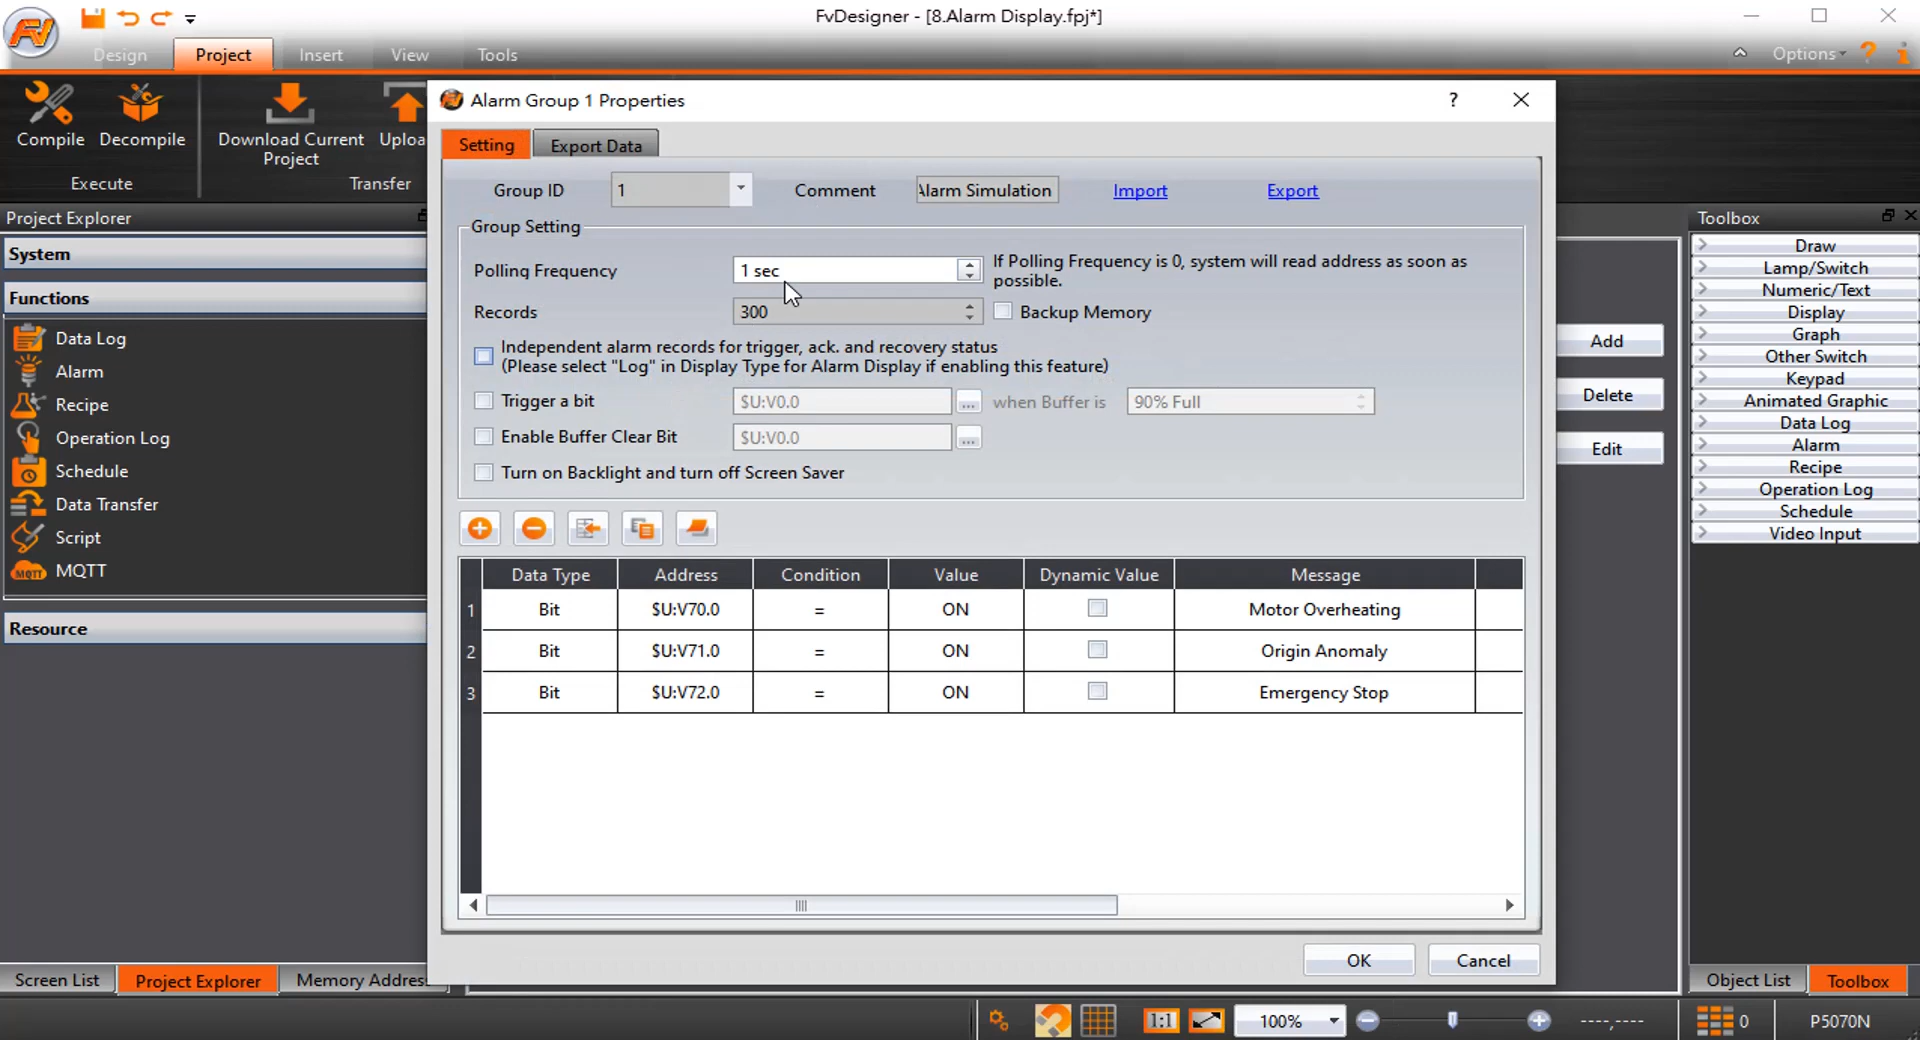 FvDesigner - [8.Alarm Display.fpj*]
Design Project Insert View Tools
Options
Compile Decompile Download Current Project
Execute Transfer
Alarm Group 1 Properties
?
Setting Export Data
Group ID 1 Comment Alarm Simulation Import Export
Group Setting
Polling Frequency 1 sec If Polling Frequency is 0, system will read address as soon as
possible.
Records 300 Backup Memory
Independent alarm records for trigger, ack. and recovery status
(Please select "Log" in Display Type for Alarm Display if enabling this feature)
Trigger a bit $U:V0.0 ... when Buffer is 90% Full
Enable Buffer Clear Bit $U:V0.0 ...
Turn on Backlight and turn off Screen Saver
Data Type Address Condition Value Dynamic Value Message
1 Bit $U:V70.0 = ON Motor Overheating
2 Bit $U:V71.0 = ON Origin Anomaly
3 Bit $U:V72.0 = ON Emergency Stop
OK Cancel
Project Explorer
System
Functions
Data Log
Alarm
Recipe
Operation Log
Schedule
Data Transfer
Script
MQTT
Resource
Screen List Project Explorer
Memory Address
Add
Delete
Edit
Toolbox
Draw
Lamp/Switch
Numeric/Text
Display
Graph
Other Switch
Keypad
Animated Graphic
Data Log
Alarm
Recipe
Operation Log
Schedule
Video Input
Object List Toolbox
1:1 100% ----,---- 0 P5070N